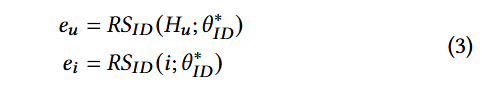 e_u = RS_{ID}(H_u; θ^*_{ID})
e_i = RS_{ID}(i; θ^*_{ID})
(3)